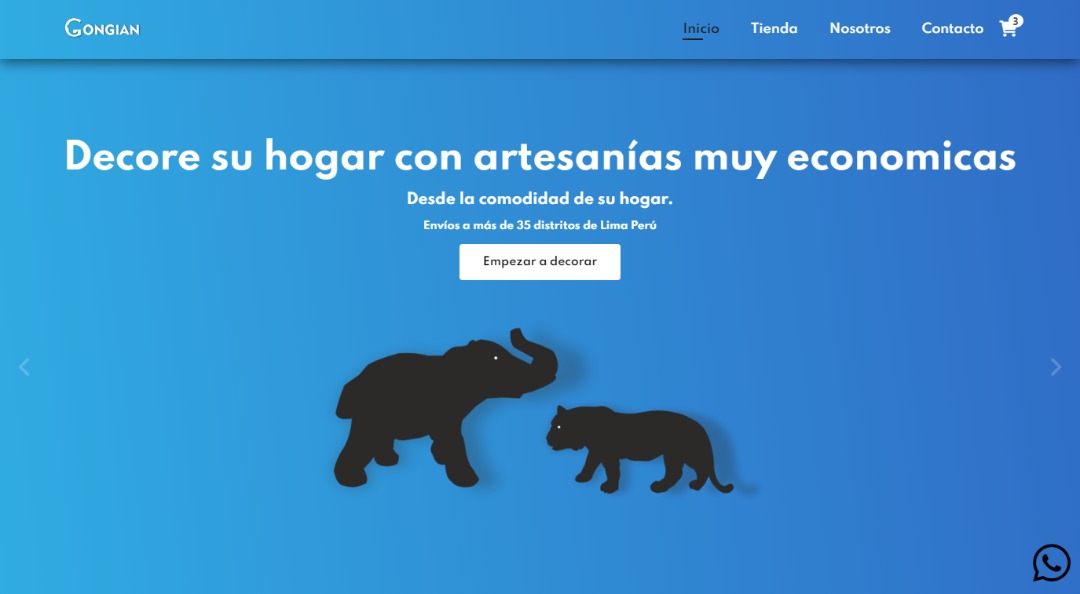 Gongian
Inicio Tienda Nosotros Contacto 3
Decore su hogar con artesanías muy economicas
Desde la comodidad de su hogar.
Envíos a más de 35 distritos de Lima Perú
Empezar a decorar